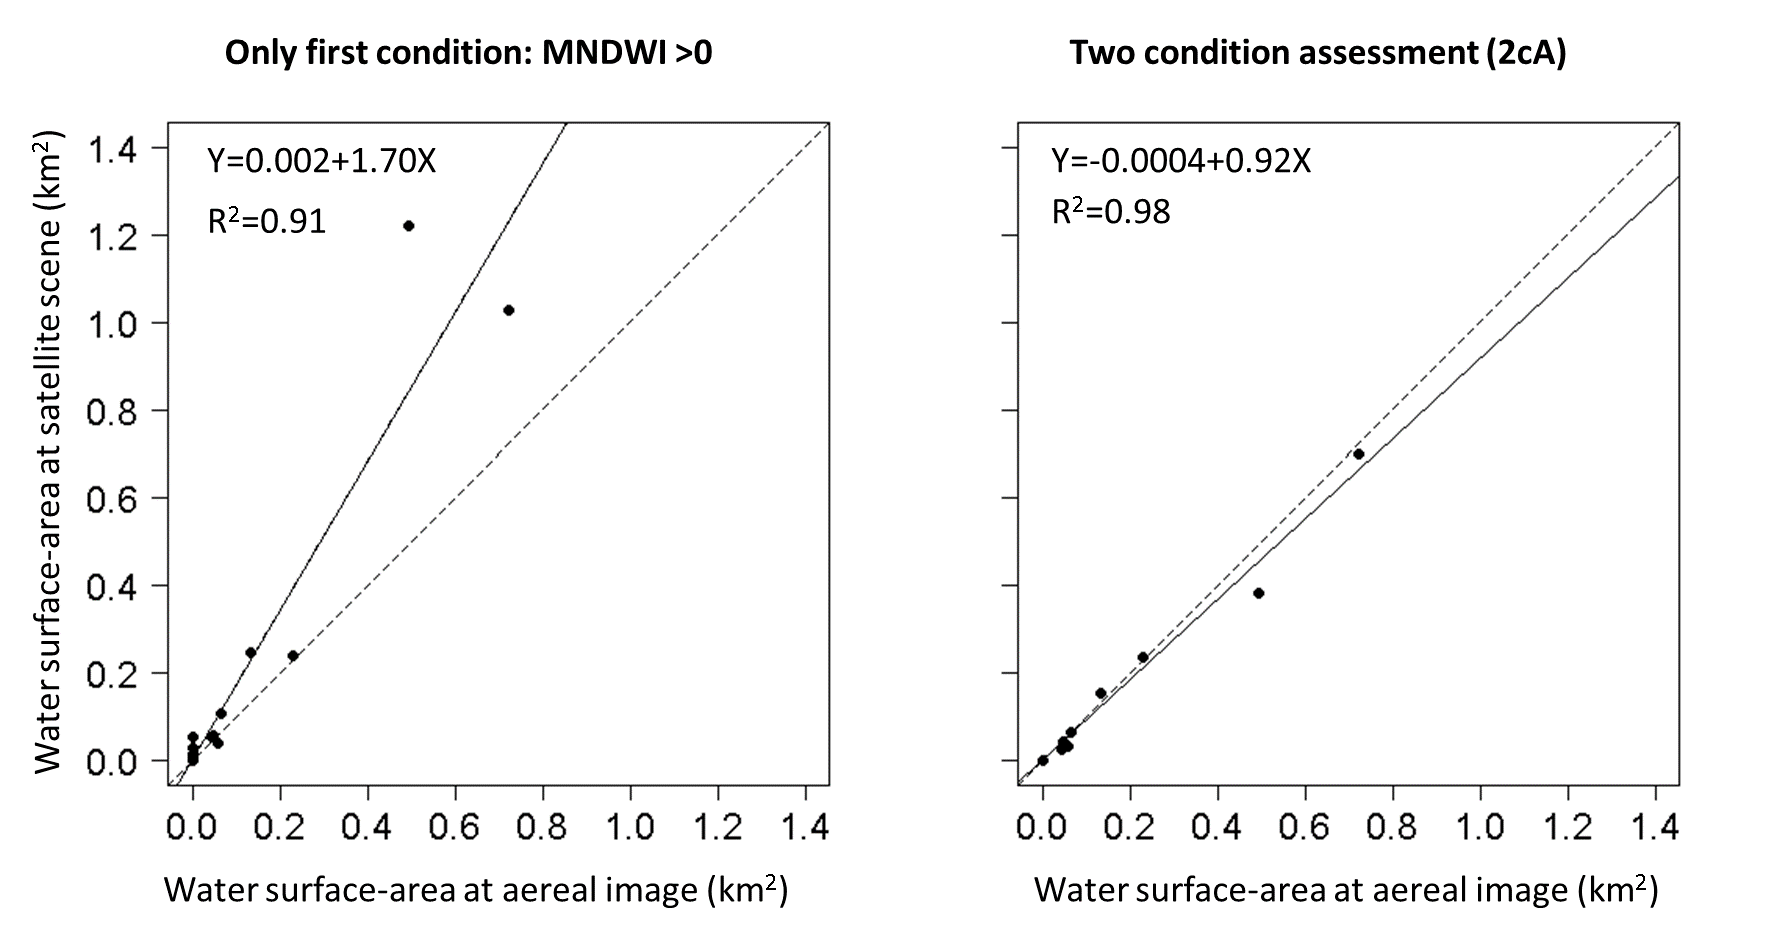 Only first condition: MNDWI >0
Two condition assessment (2cA)
Water surface-area at satellite scene (km²)
Y=0.002+1.70X
R²=0.91
1.4
1.2
1.0
0.8
0.6
0.4
0.2
0.0
0.0 0.2 0.4 0.6 0.8 1.0 1.2 1.4
Water surface-area at aereal image (km²)
Y=-0.0004+0.92X
R²=0.98
0.0 0.2 0.4 0.6 0.8 1.0 1.2 1.4
Water surface-area at aereal image (km²)